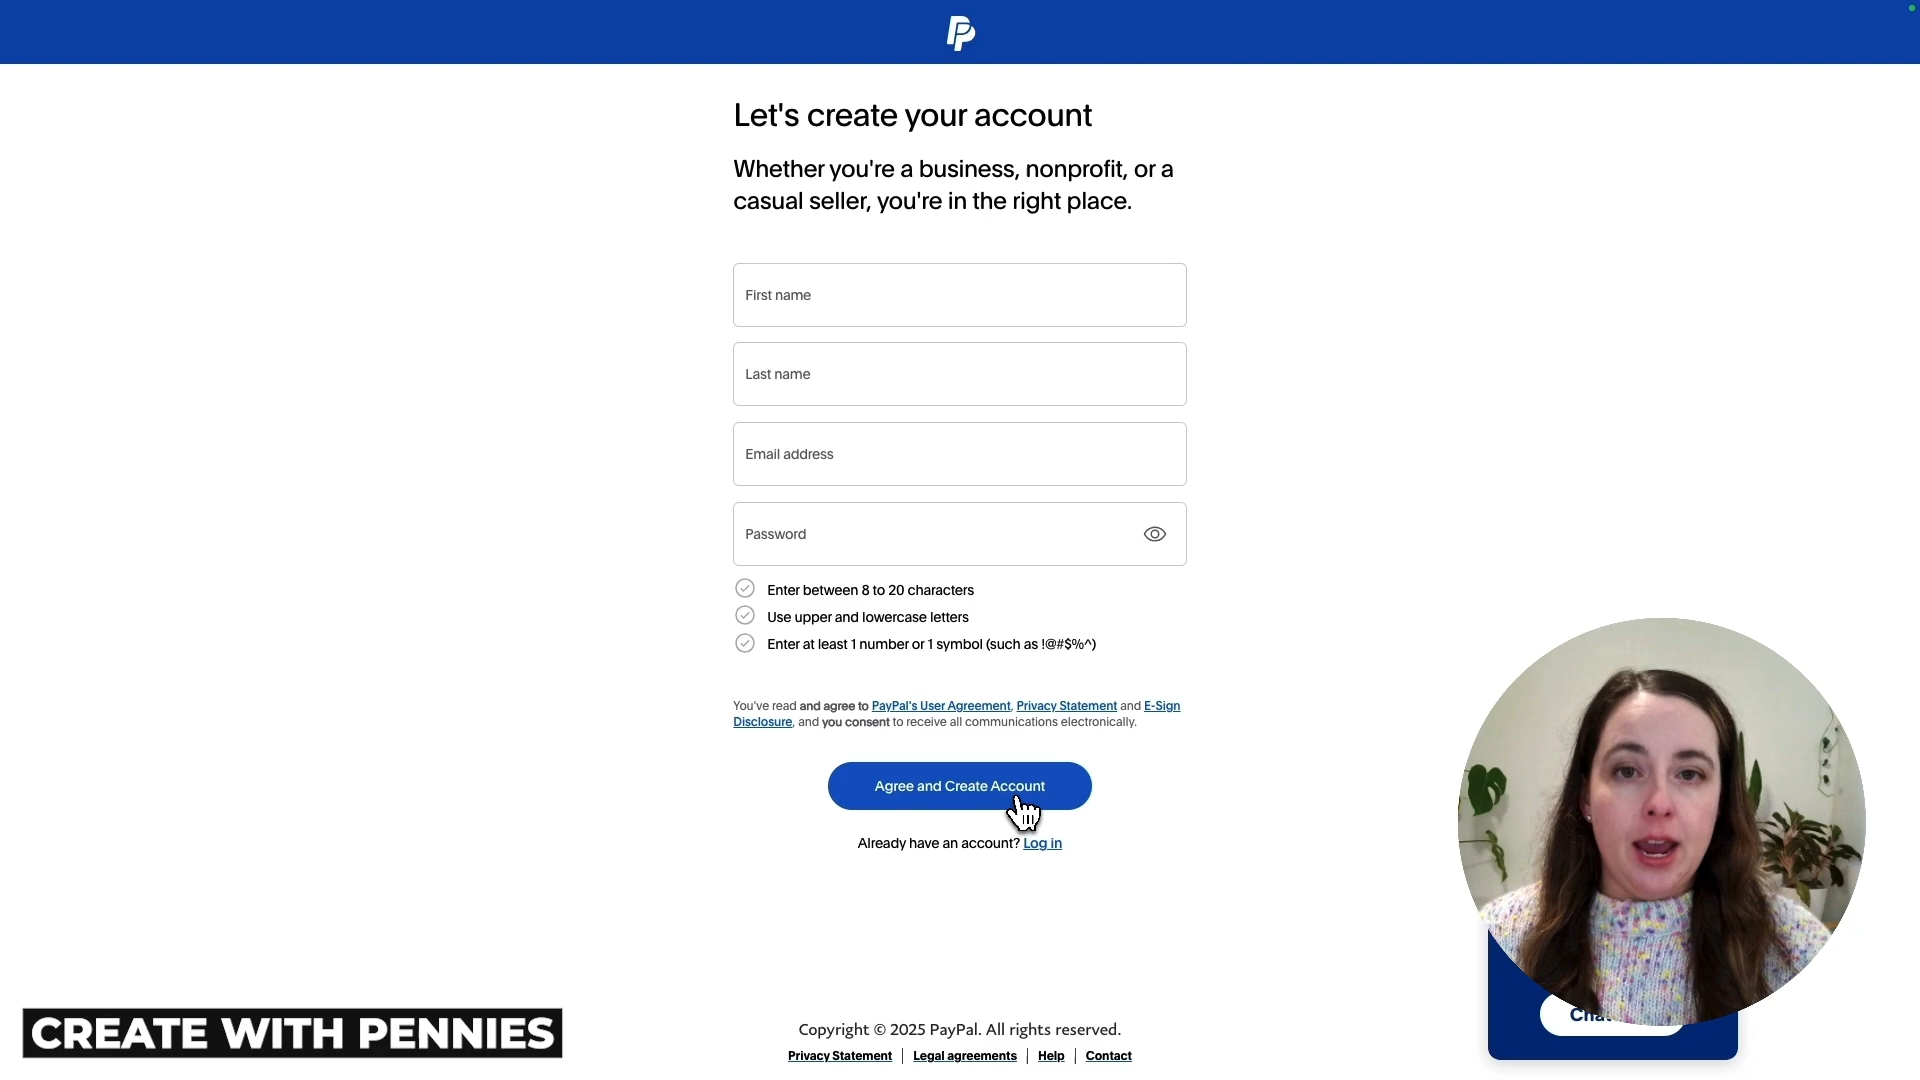 Let's create your account
Whether you're a business, nonprofit, or a
casual seller, you're in the right place.
First name
Last name
Email address
Password
Enter between 8 to 20 characters
Use upper and lowercase letters
Enter at least 1 number or 1 symbol (such as !@#$%^)
You've read and agree to PayPal's User Agreement, Privacy Statement and E-Sign
Disclosure, and you consent to receive all communications electronically.
Agree and Create Account
Already have an account? Log in
CREATE WITH PENNIES
Copyright © 2025 PayPal. All rights reserved.
Privacy Statement | Legal agreements | Help | Contact